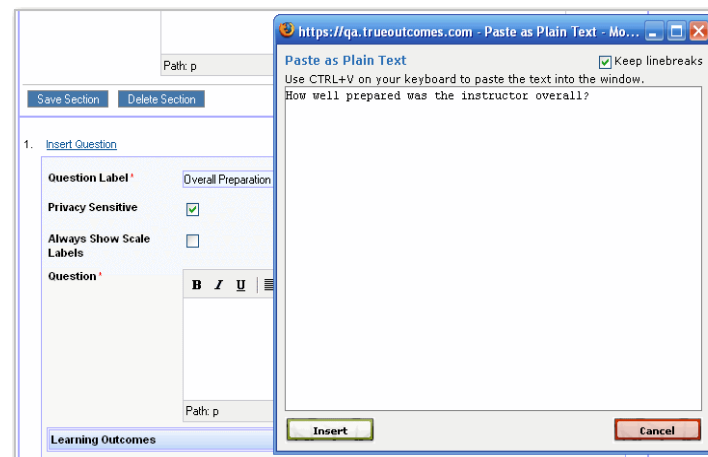 https://qa.trueoutcomes.com - Paste as Plain Text - Mo...
Paste as Plain Text
Keep linebreaks
Use CTRL+V on your keyboard to paste the text into the window.
How well prepared was the instructor overall?
Insert
Cancel
Path: p
Save Section
Delete Section
1. Insert Question
Question Label *
Overall Preparation
Privacy Sensitive
Always Show Scale
Labels
Question *
B I U
Path: p
Learning Outcomes